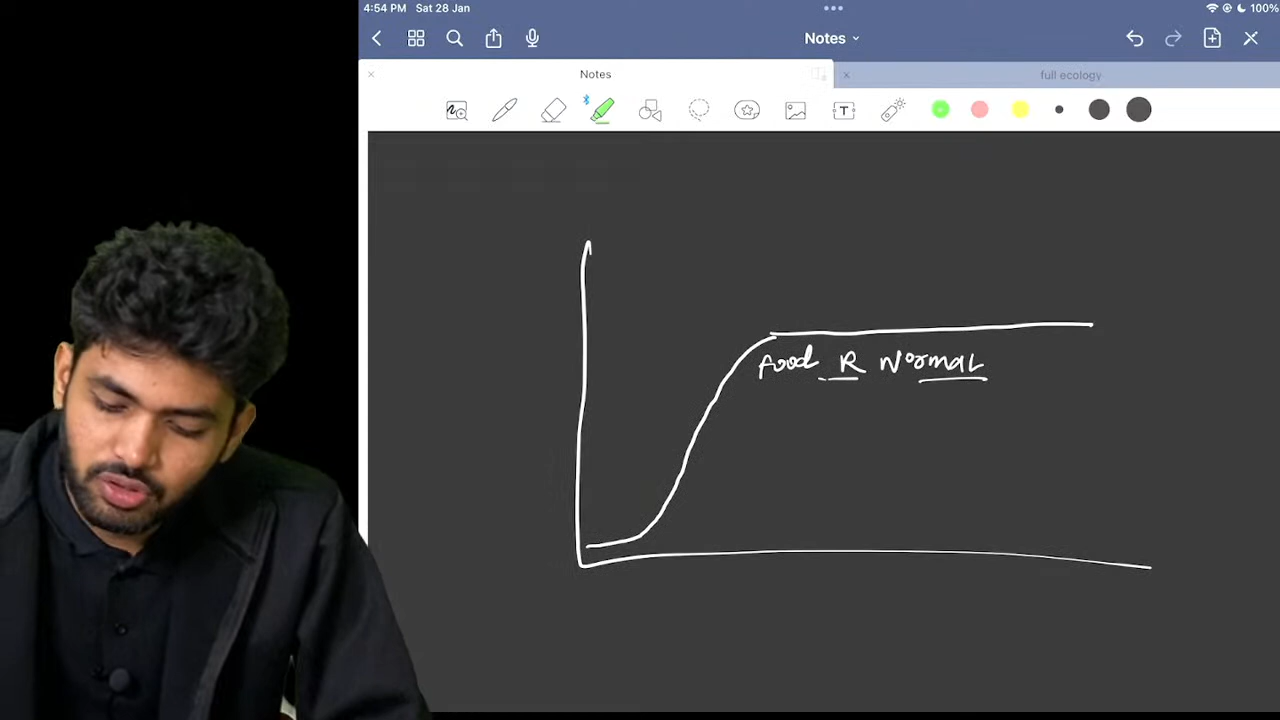 4:54 PM Sat 28 Jan
100%
Notes
Notes
full ecology
T
food R Normal